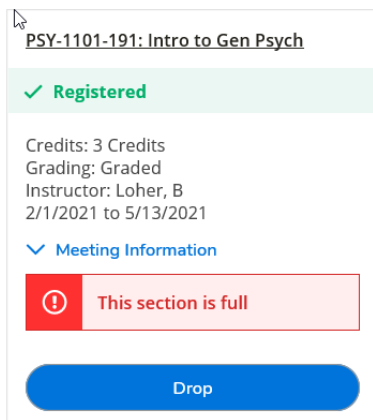 PSY-1101-191: Intro to Gen Psych
Registered
Credits: 3 Credits
Grading: Graded
Instructor: Loher, B
2/1/2021 to 5/13/2021
Meeting Information
This section is full
Drop